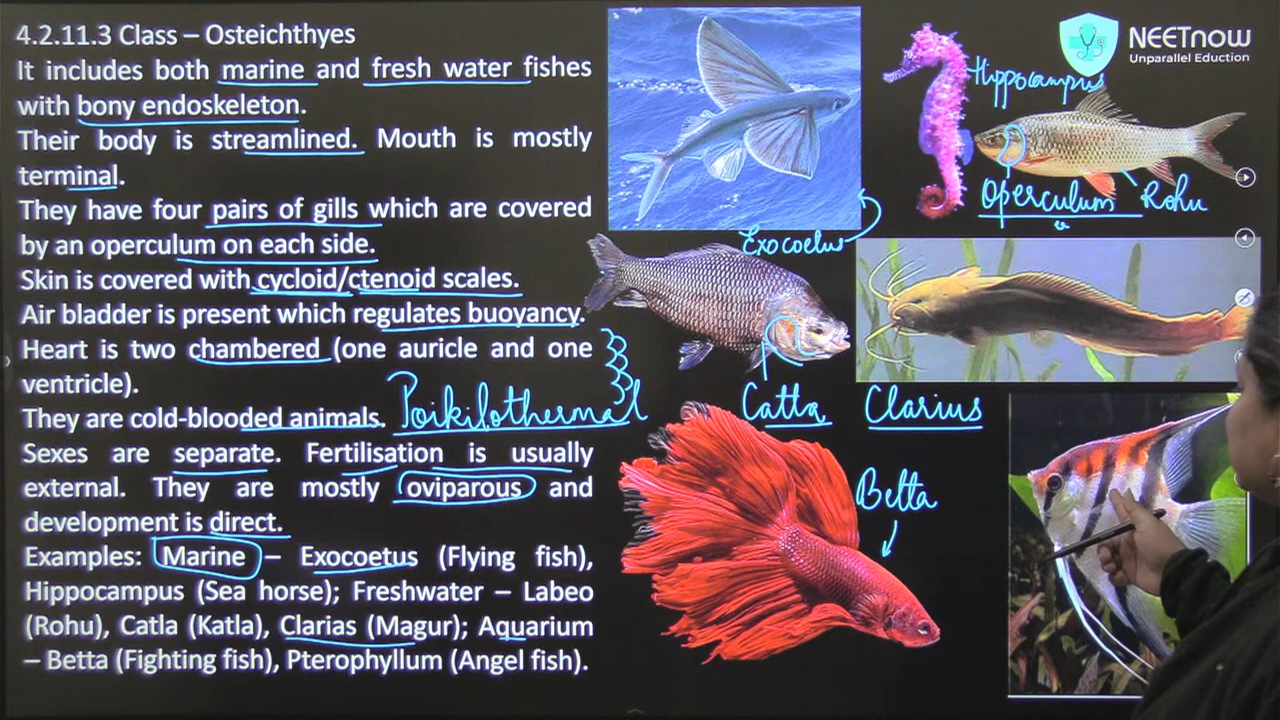 4.2.11.3 Class – Osteichthyes
It includes both marine and fresh water fishes
with bony endoskeleton.
Their body is streamlined. Mouth is mostly
terminal.
They have four pairs of gills which are covered
by an operculum on each side.
Skin is covered with cycloid/ctenoid scales.
Air bladder is present which regulates buoyancy.
Heart is two chambered (one auricle and one
ventricle).
They are cold-blooded animals. Poikilothermal
Sexes are separate. Fertilisation is usually
external. They are mostly oviparous and
development is direct.
Examples: Marine – Exocoetus (Flying fish),
Hippocampus (Sea horse); Freshwater – Labeo
(Rohu), Catla (Katla), Clarias (Magur); Aquarium
– Betta (Fighting fish), Pterophyllum (Angel fish).
NEETnow
Unparallel Eduction
Hippocampus
Operculum Rohu
Exocoetus
Catta
Clarius
Betta